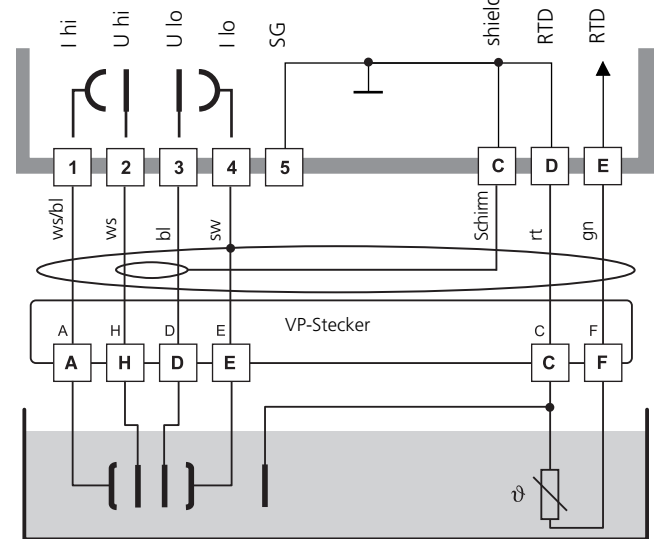 I hi
U hi
U lo
I lo
SG
shield
RTD
RTD
1
2
3
4
5
C
D
E
ws/bl
ws
bl
sw
Schirm
rt
gn
VP-Stecker
A
H
D
E
C
F
A
H
D
E
C
F
ϑ